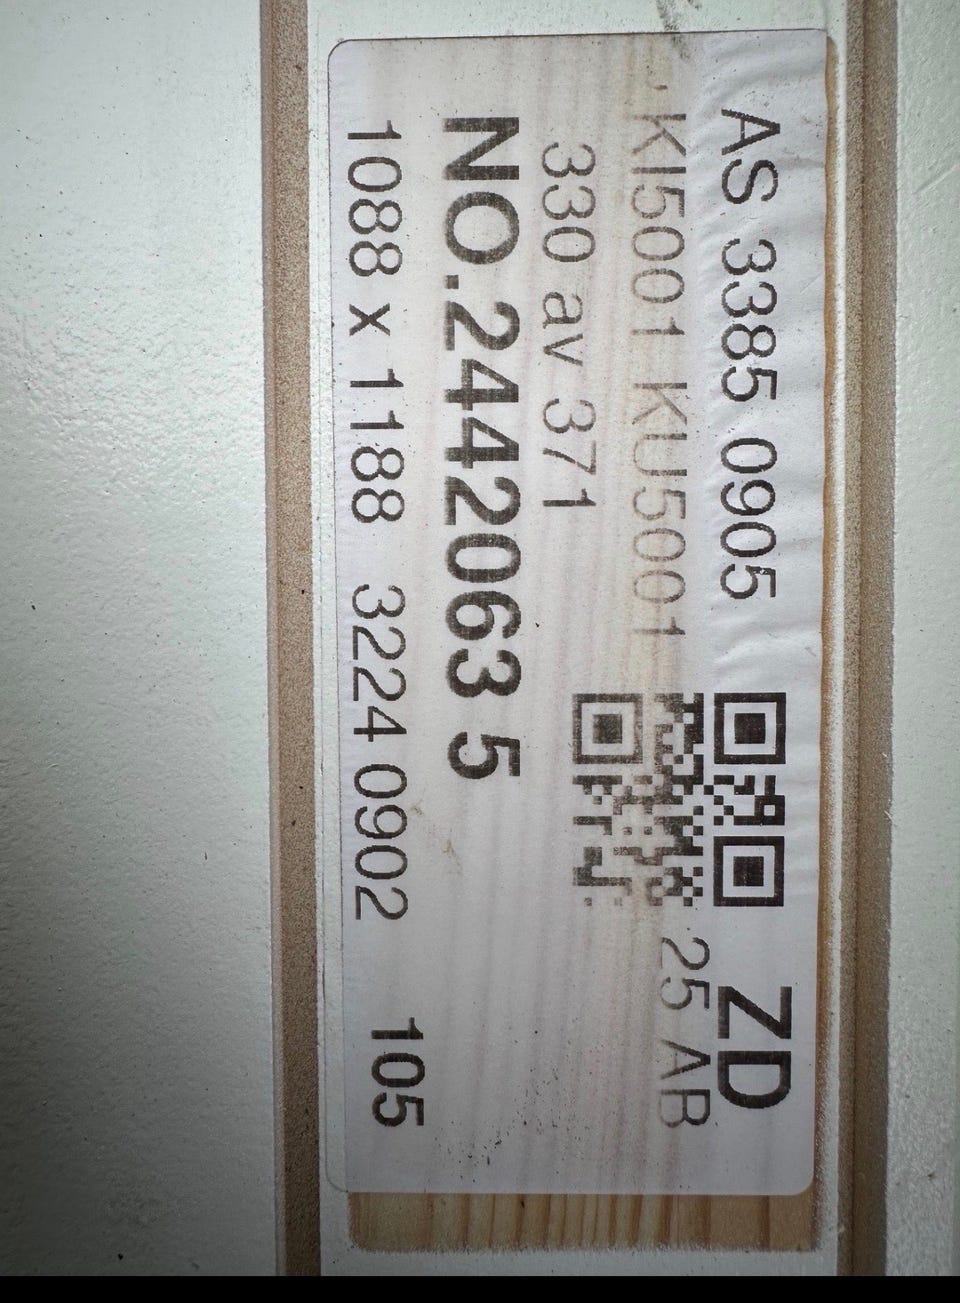 AS 3385 0905 ZD
KI5001 KU5001 25 AB
330 av 371
NO.2442063 5
1088 x 1188 3224 0902 105